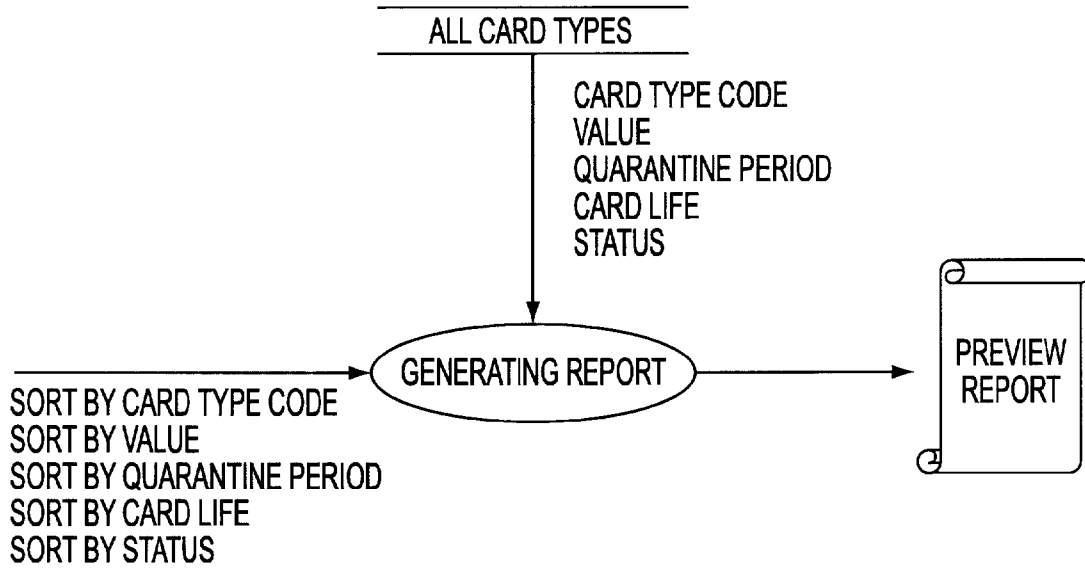 ALL CARD TYPES
CARD TYPE CODE
VALUE
QUARANTINE PERIOD
CARD LIFE
STATUS
GENERATING REPORT
PREVIEW
REPORT
SORT BY CARD TYPE CODE
SORT BY VALUE
SORT BY QUARANTINE PERIOD
SORT BY CARD LIFE
SORT BY STATUS